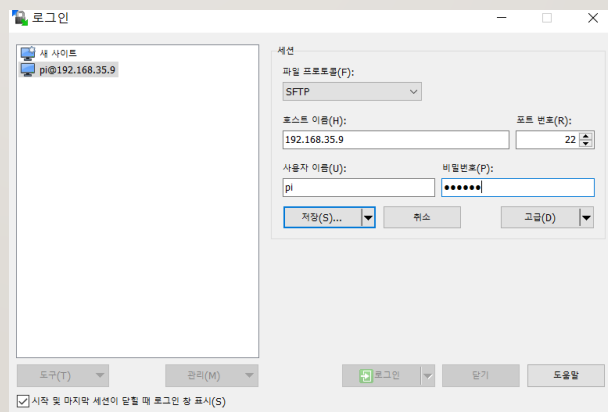 로그인
새 사이트
pi@192.168.35.9
세션
파일 프로토콜(F):
SFTP
호스트 이름(H):
포트 번호(R):
192.168.35.9
22
사용자 이름(U):
비밀번호(P):
pi
●●●●●●
저장(S)...
취소
고급(D)
도구(T)
관리(M)
로그인
닫기
도움말
시작 및 마지막 세션이 닫힐 때 로그인 창 표시(S)